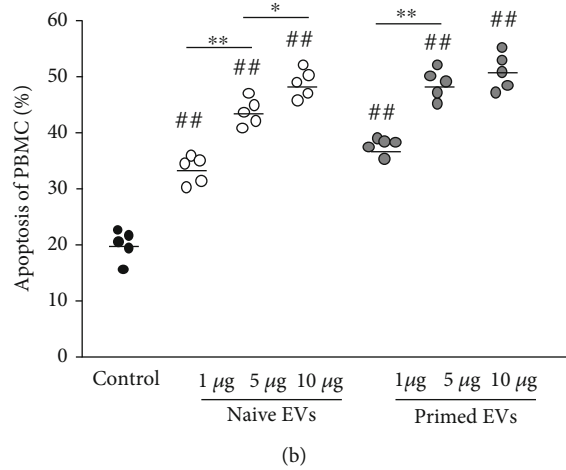 Apoptosis of PBMC (%)
60
50
40
30
20
10
0
**
*
**
##
##
##
##
##
##
Control
1 μg 5 μg 10 μg
1μg 5 μg 10 μg
Naive EVs
Primed EVs
(b)